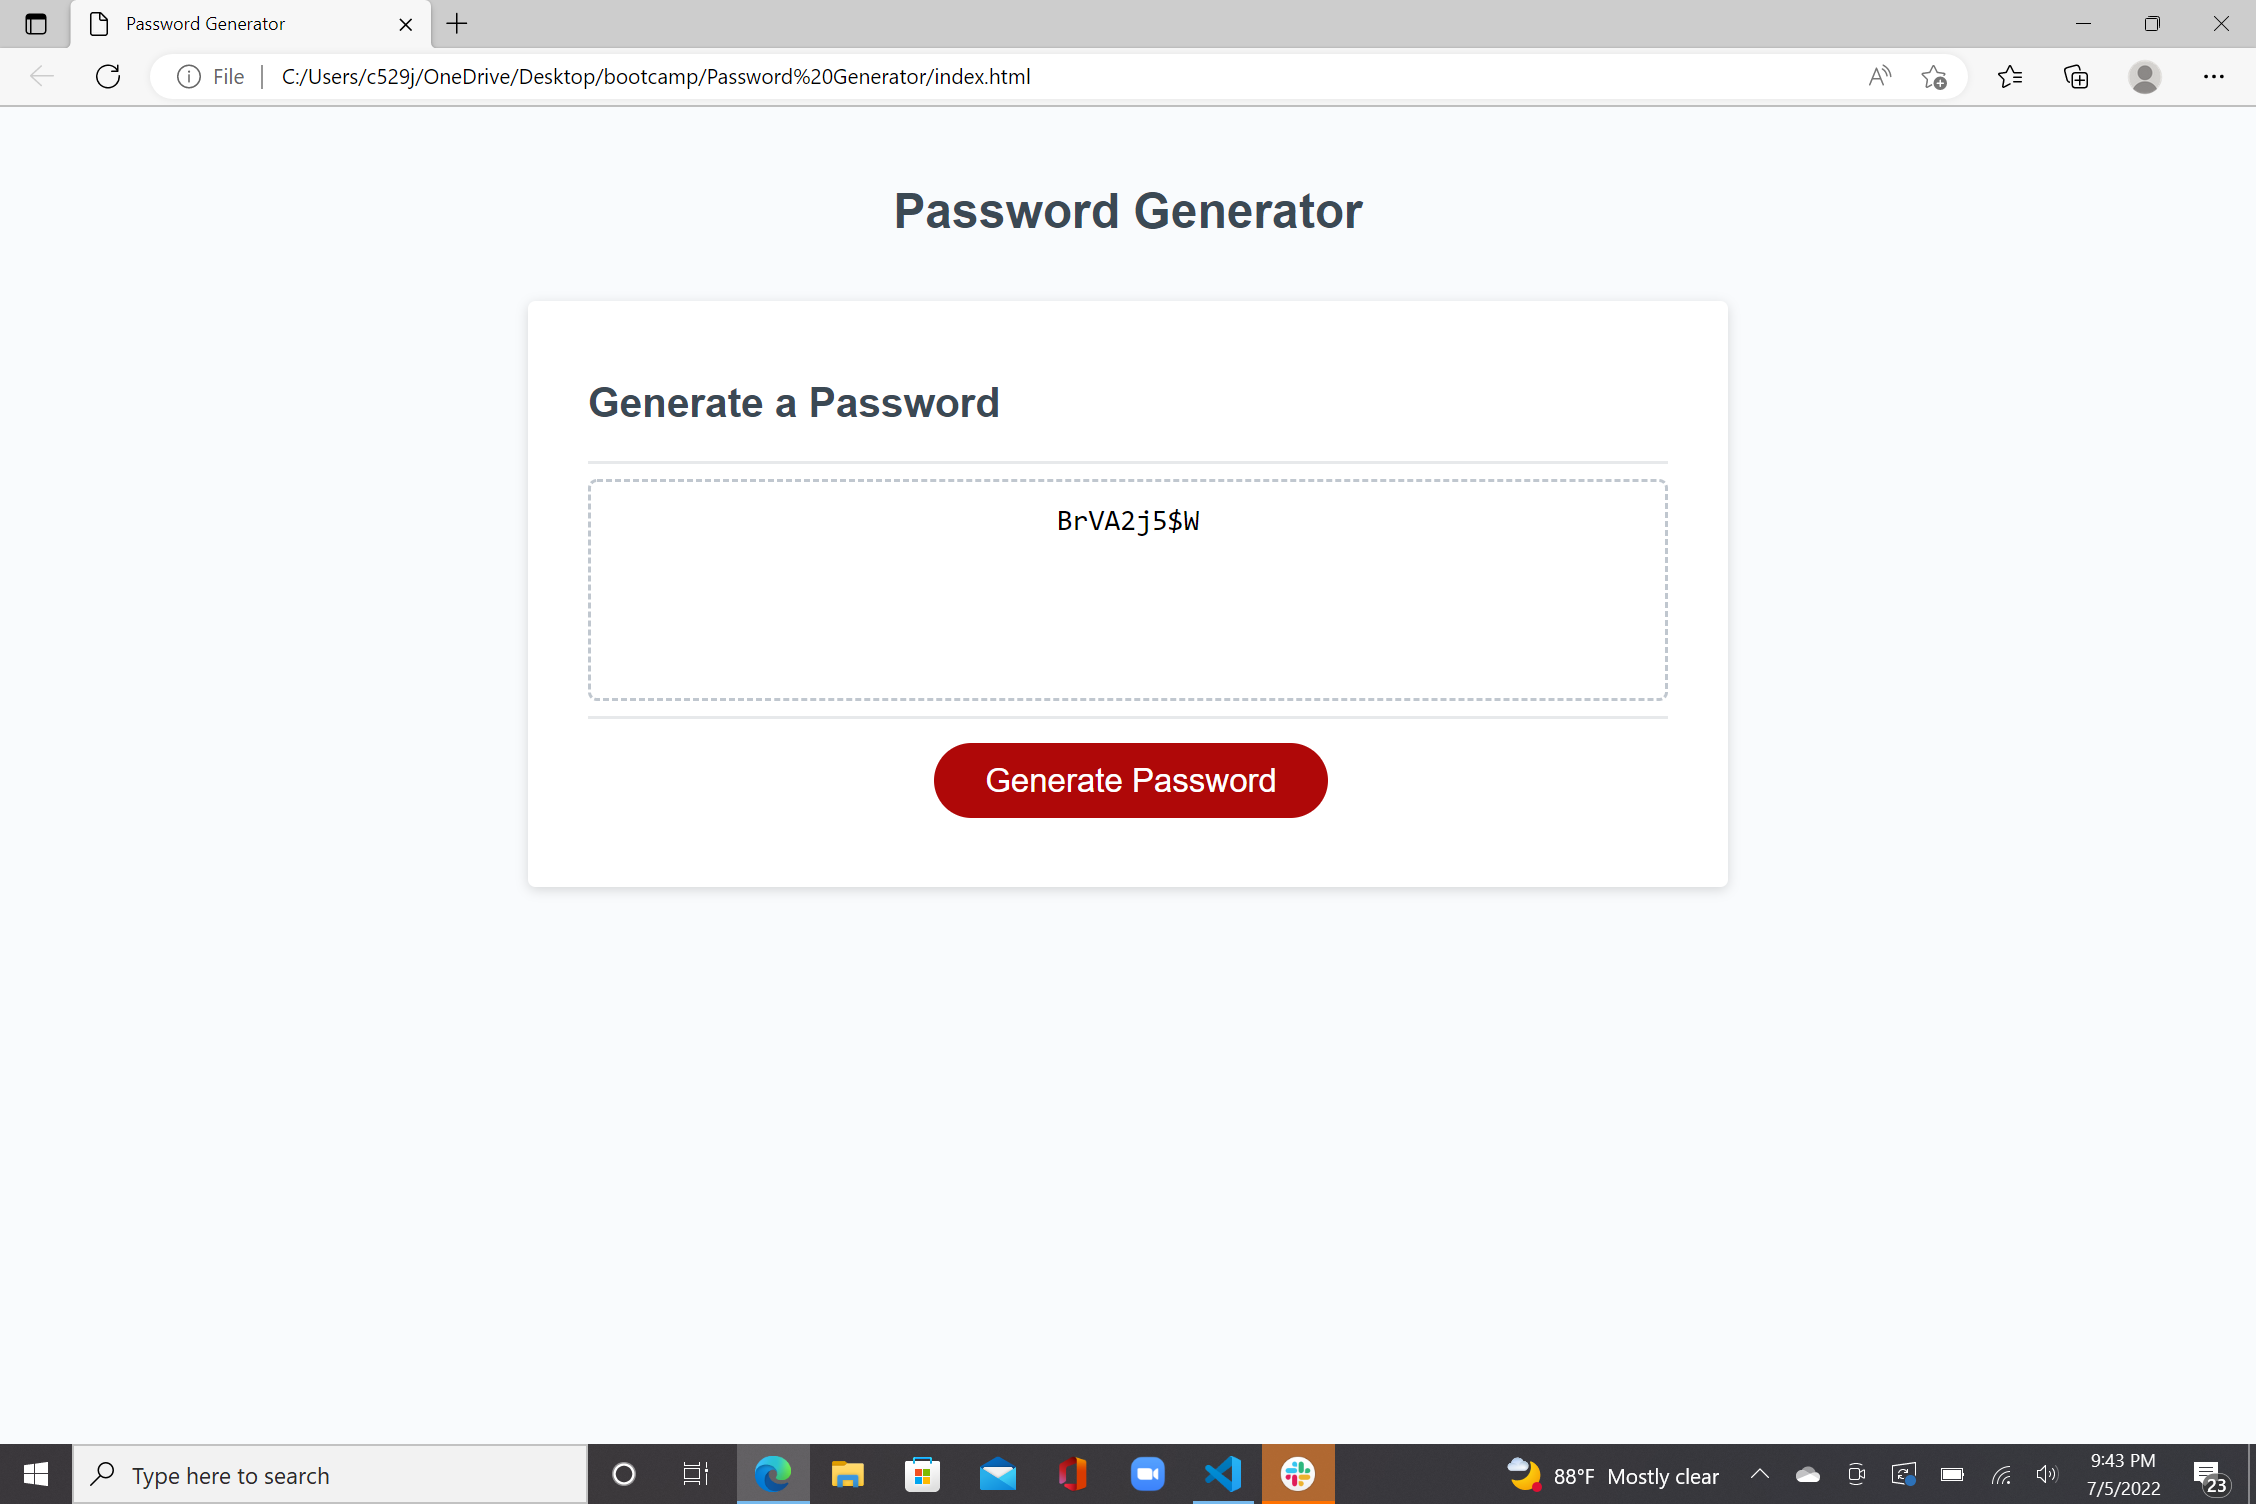 Password Generator
File
C:/Users/c529j/OneDrive/Desktop/bootcamp/Password%20Generator/index.html
Password Generator
Generate a Password
BrVA2j5$W
Generate Password
Type here to search
88°F Mostly clear
9:43 PM
7/5/2022
23